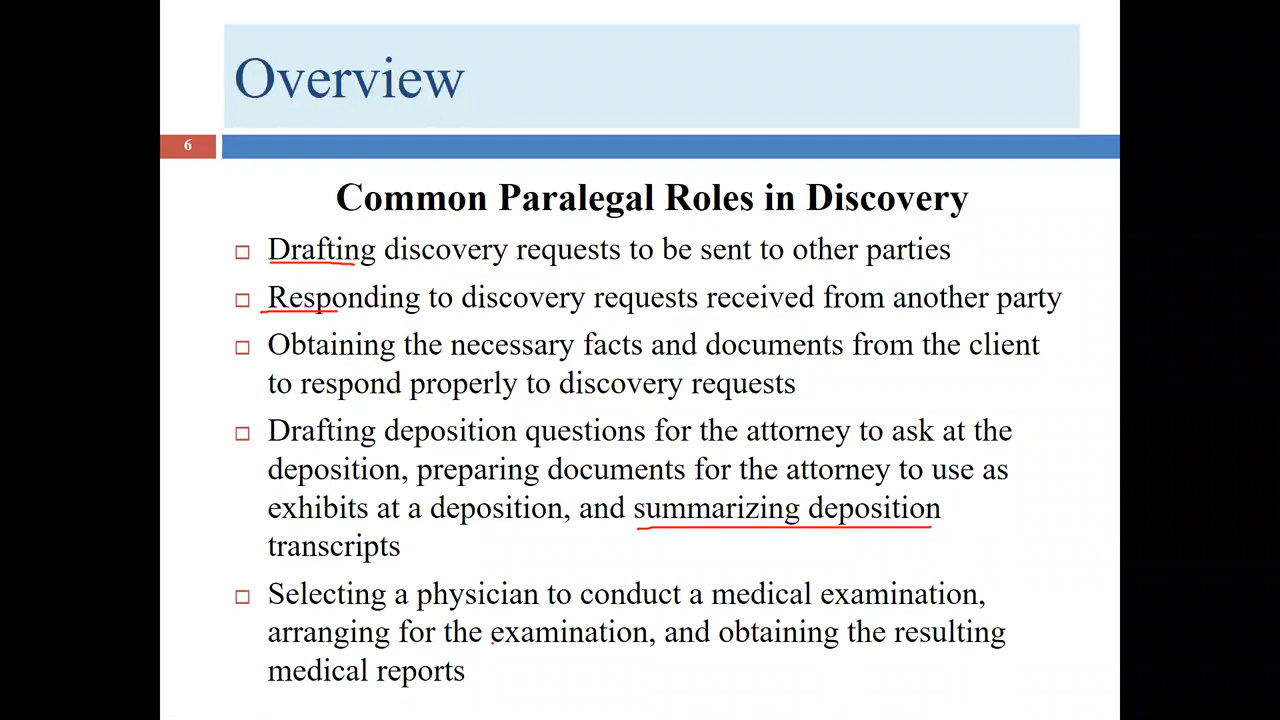 Overview
6
Common Paralegal Roles in Discovery
Drafting discovery requests to be sent to other parties
Responding to discovery requests received from another party
Obtaining the necessary facts and documents from the client
to respond properly to discovery requests
Drafting deposition questions for the attorney to ask at the
deposition, preparing documents for the attorney to use as
exhibits at a deposition, and summarizing deposition
transcripts
Selecting a physician to conduct a medical examination,
arranging for the examination, and obtaining the resulting
medical reports